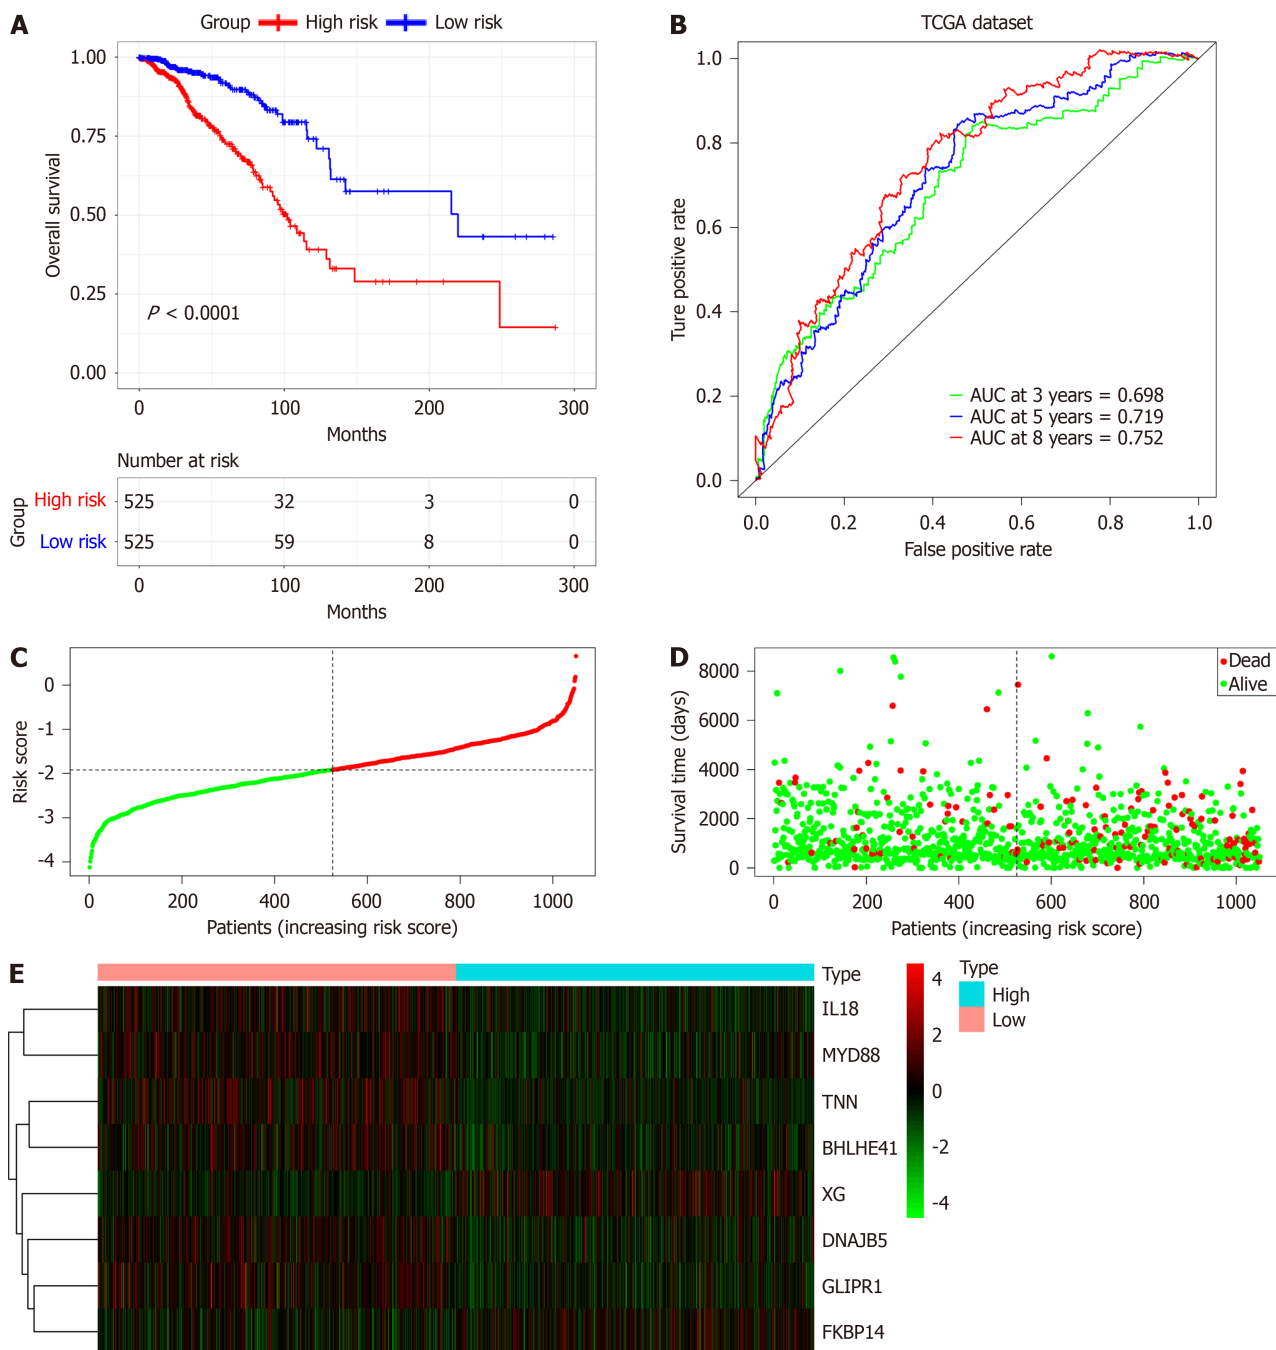 A
Group High risk Low risk
1.00
0.75
0.50
0.25
0.00
Overall survival
P < 0.0001
0 100 200 300
Months
Number at risk
Group
High risk 525 32 3 0
Low risk 525 59 8 0
0 100 200 300
Months
B
TCGA dataset
1.0
0.8
0.6
0.4
0.2
0.0
Ture positive rate
AUC at 3 years = 0.698
AUC at 5 years = 0.719
AUC at 8 years = 0.752
0.0 0.2 0.4 0.6 0.8 1.0
False positive rate
C
0
-1
-2
-3
-4
Risk score
0 200 400 600 800 1000
Patients (increasing risk score)
D
8000
6000
4000
2000
0
Survival time (days)
Dead
Alive
0 200 400 600 800 1000
Patients (increasing risk score)
E
Type
IL18
MYD88
TNN
BHLHE41
XG
DNAJB5
GLIPR1
FKBP14
4
2
0
-2
-4
Type
High
Low